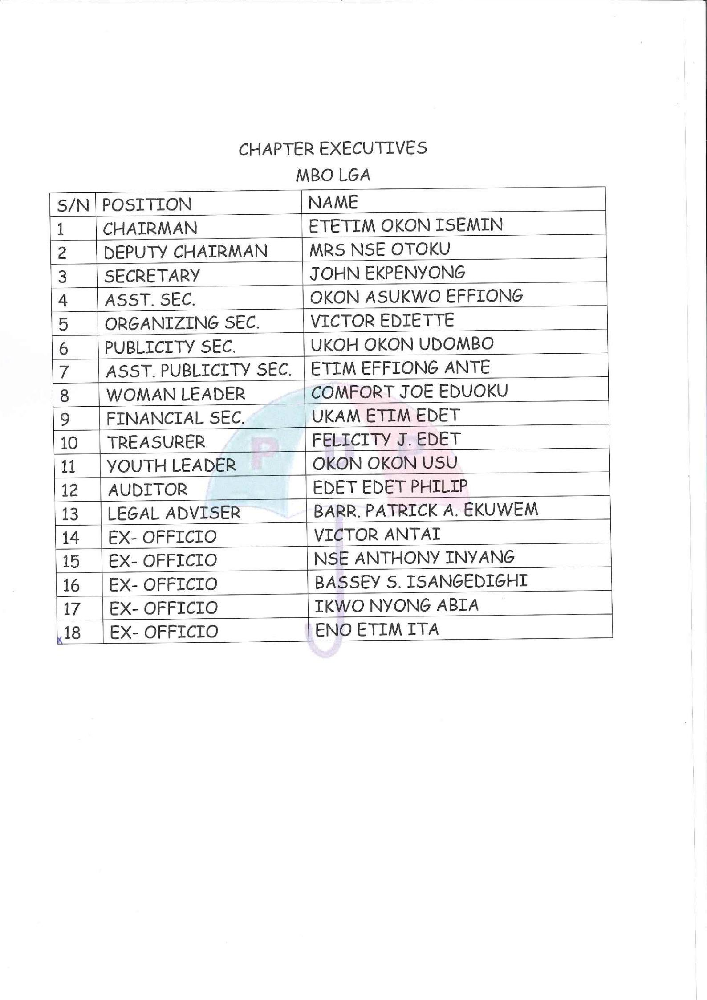 CHAPTER EXECUTIVES
MBO LGA
S/N POSITION NAME
1 CHAIRMAN ETETIM OKON ISEMIN
2 DEPUTY CHAIRMAN MRS NSE OTOKU
3 SECRETARY JOHN EKPENYONG
4 ASST. SEC. OKON ASUKWO EFFIONG
5 ORGANIZING SEC. VICTOR EDIETTE
6 PUBLICITY SEC. UKOH OKON UDOMBO
7 ASST. PUBLICITY SEC. ETIM EFFIONG ANTE
8 WOMAN LEADER COMFORT JOE EDUOKU
9 FINANCIAL SEC. UKAM ETIM EDET
10 TREASURER FELICITY J. EDET
P D P
11 YOUTH LEADER OKON OKON USU
12 AUDITOR EDET EDET PHILIP
13 LEGAL ADVISER BARR. PATRICK A. EKUWEM
14 EX- OFFICIO VICTOR ANTAI
15 EX- OFFICIO NSE ANTHONY INYANG
16 EX- OFFICIO BASSEY S. ISANGEDIGHI
17 EX- OFFICIO IKWO NYONG ABIA
x 18 EX- OFFICIO ENO ETIM ITA